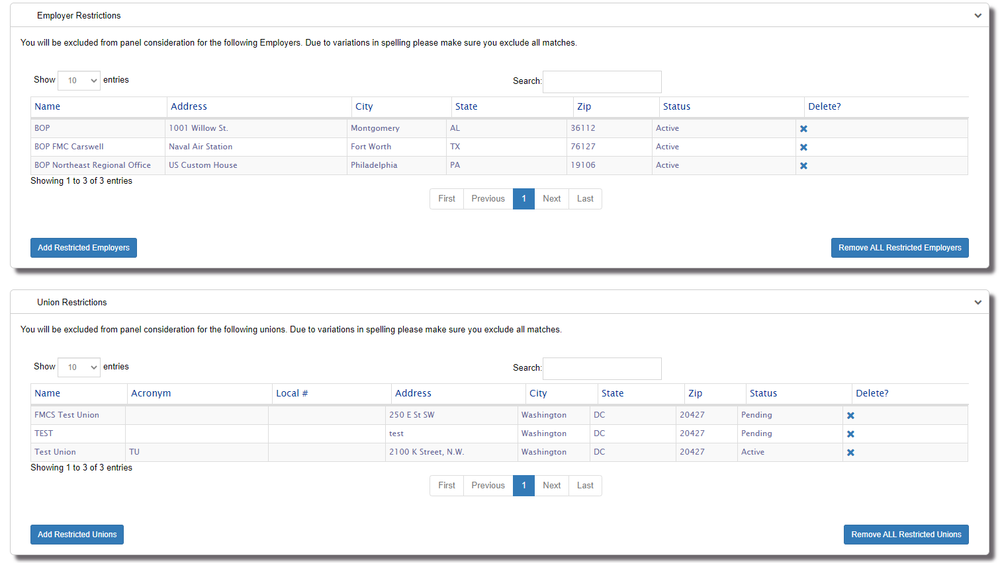 Employer Restrictions
You will be excluded from panel consideration for the following Employers. Due to variations in spelling please make sure you exclude all matches.
Show 10 entries Search:
Name Address City State Zip Status Delete?
BOP 1001 Willow St. Montgomery AL 36112 Active
BOP FMC Carswell Naval Air Station Fort Worth TX 76127 Active
BOP Northeast Regional Office US Custom House Philadelphia PA 19106 Active
Showing 1 to 3 of 3 entries
First Previous 1 Next Last
Add Restricted Employers Remove ALL Restricted Employers
Union Restrictions
You will be excluded from panel consideration for the following unions. Due to variations in spelling please make sure you exclude all matches.
Show 10 entries Search:
Name Acronym Local # Address City State Zip Status Delete?
FMCS Test Union 250 E St SW Washington DC 20427 Pending
TEST test Washington DC 20427 Pending
Test Union TU 2100 K Street, N.W. Washington DC 20427 Active
Showing 1 to 3 of 3 entries
First Previous 1 Next Last
Add Restricted Unions Remove ALL Restricted Unions